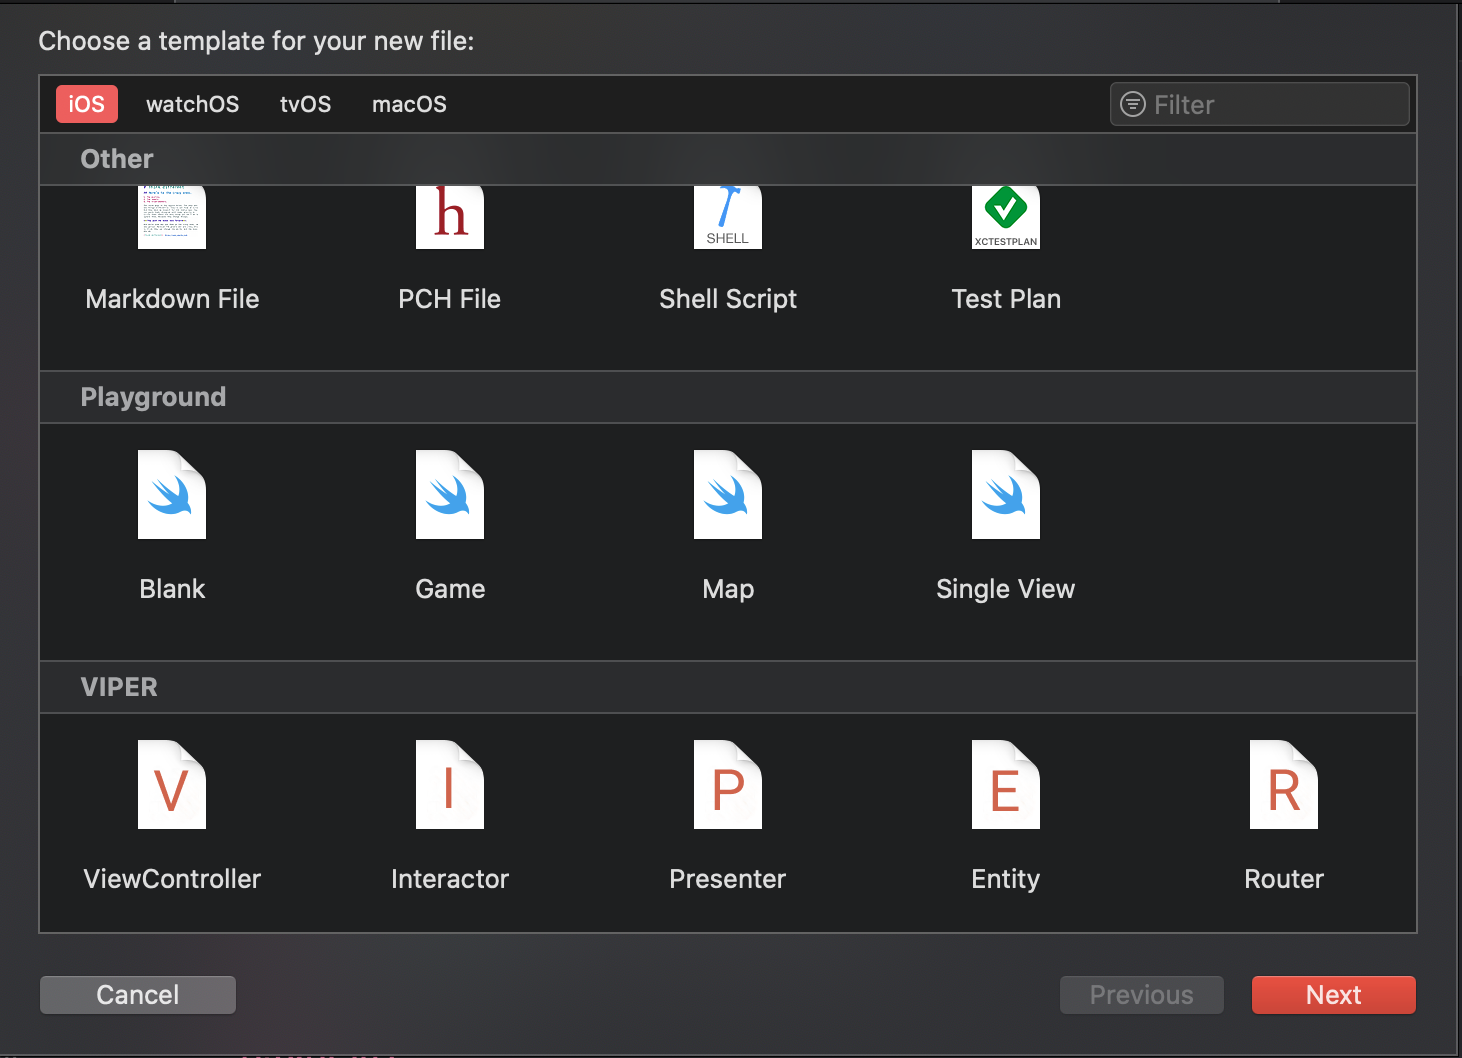 Choose a template for your new file:
iOS watchOS tvOS macOS Filter
Other
h SHELL XCTESTPLAN
Markdown File PCH File Shell Script Test Plan
Playground
Blank Game Map Single View
VIPER
V I P E R
ViewController Interactor Presenter Entity Router
Cancel Previous Next